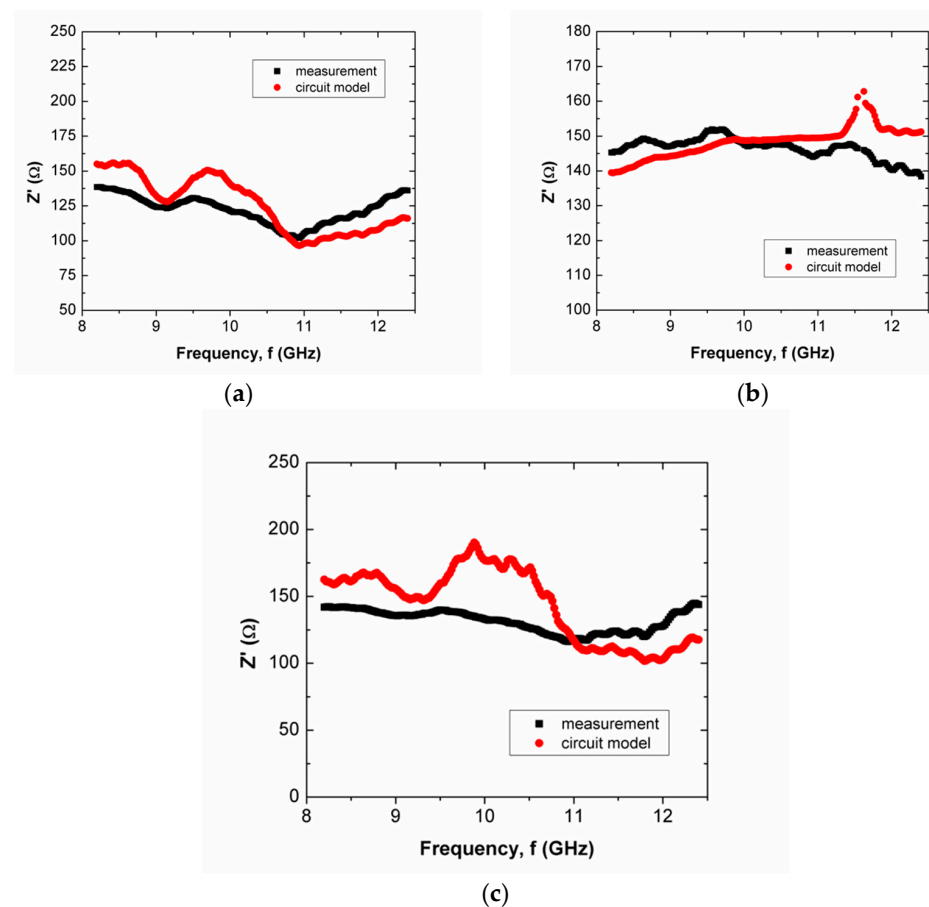 250
225
200
175
150
125
100
75
50
Z' (Ω)
measurement
circuit model
8 9 10 11 12
Frequency, f (GHz)
(a)
180
170
160
150
140
130
120
110
100
Z' (Ω)
measurement
circuit model
8 9 10 11 12
Frequency, f (GHz)
(b)
250
200
150
100
50
0
Z' (Ω)
measurement
circuit model
8 9 10 11 12
Frequency, f (GHz)
(c)